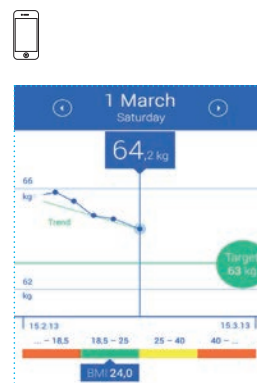 1 March
Saturday
64,2 kg
66
kg
Trend
Target
63 kg
62
kg
15.2.13 15.3.13
... – 18,5 18,5 – 25 25 – 40 40 – ...
BMI 24,0